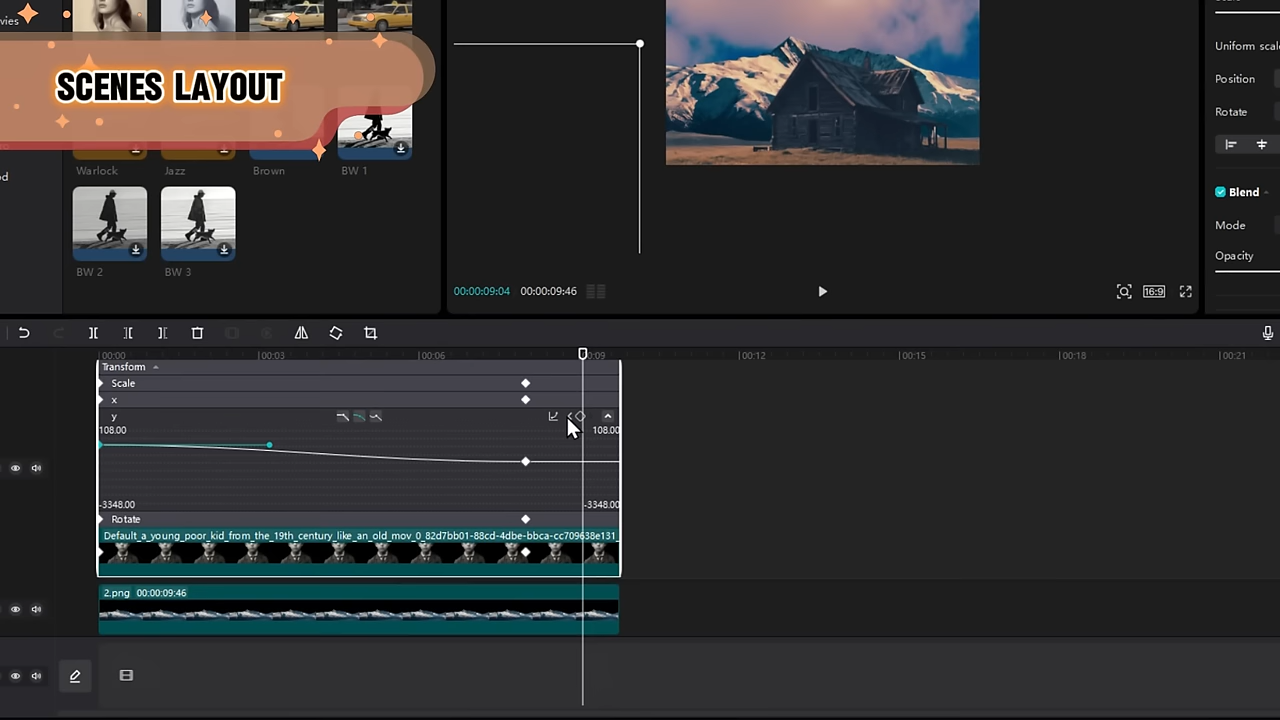 vies
SCENES LAYOUT
Warlock
Jazz
Brown
BW 1
BW 2
BW 3
00:00:09:04 00:00:09:46
16:9
Uniform scal
Position
Rotate
Blend
Mode
Opacity
00:00
00:03
00:06
00:09
00:12
00:15
00:18
00:21
Transform
Scale
x
y
108.00
108.00
-3348.00
-3348.00
Rotate
Default_a_young_poor_kid_from_the_19th_century_like_an_old_mov_0_82d7bb01-88cd-4dbe-bbca-cc709638e131_
2.png 00:00:09:46